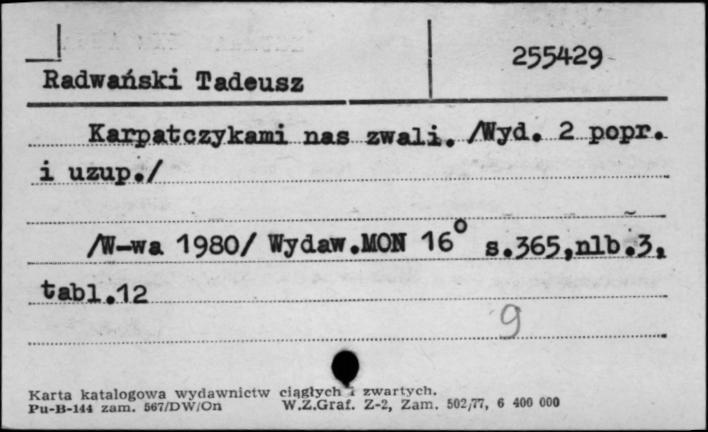 255429
Radwański Tadeusz
Karpatczykami nas zwali. /Wyd. 2 popr.
i uzup./
/W-wa 1980/ Wydaw.MON 16° s.365,nlb.3,
tabl.12
9
Karta katalogowa wydawnictw ciągłych i zwartych.
Pu-B-144 zam. 567/DW/On W.Z.Graf. Z-2, Zam. 502/77, 6 400 000